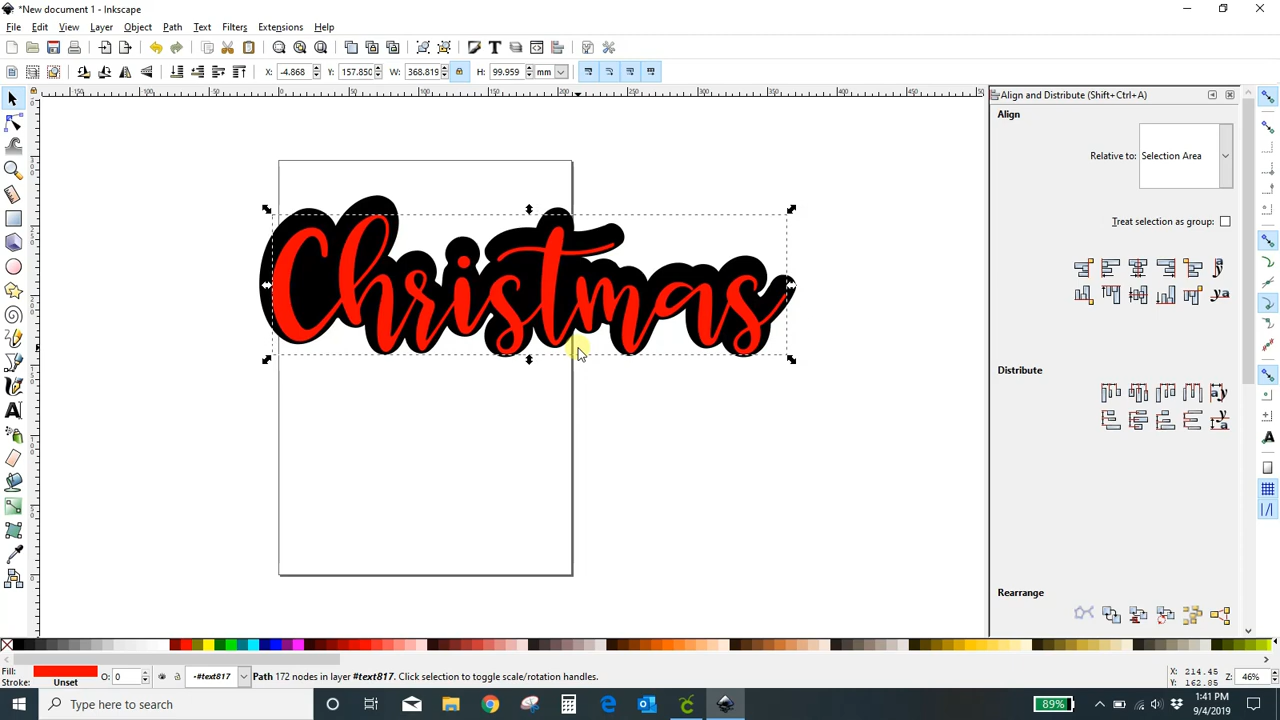 *New document 1 - Inkscape
File Edit View Layer Object Path Text Filters Extensions Help
X: -4.868 Y: 157.850 W: 368.819 H: 99.959 mm
Align and Distribute (Shift+Ctrl+A)
Align
Relative to: Selection Area
Treat selection as group:
Christmas
Distribute
Rearrange
Fill: Unset
Stroke:
O: 0
-#text817
Path 172 nodes in layer #text817. Click selection to toggle scale/rotation handles.
X: 214.45
Y: 162.85
Z: 46%
Type here to search
89%
1:41 PM
9/4/2019